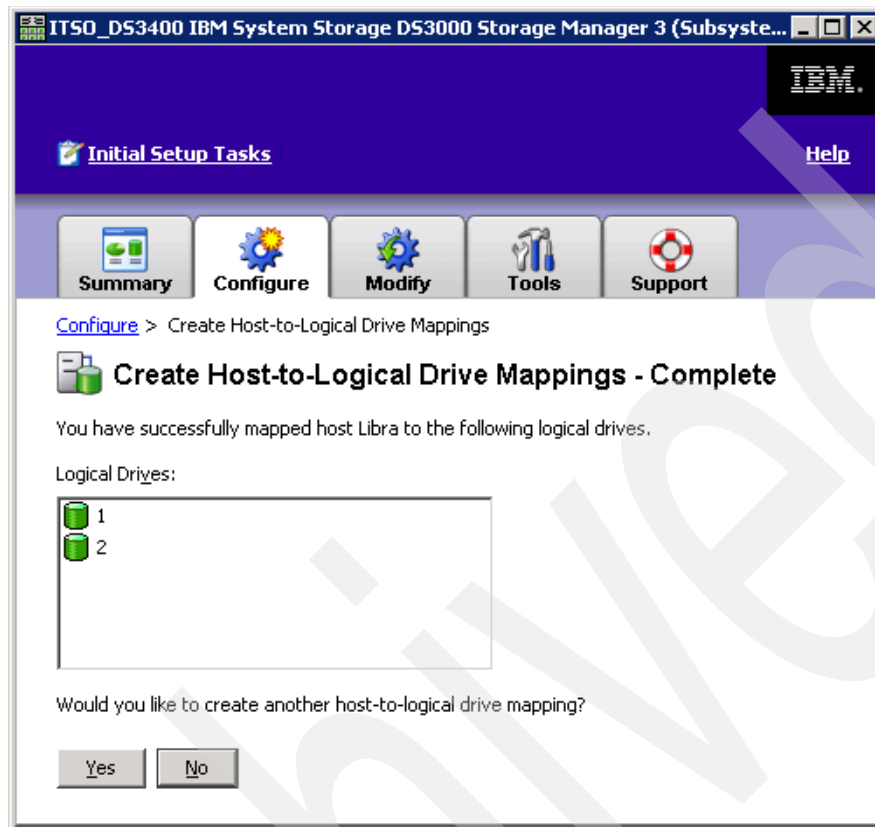 ITSO_DS3400 IBM System Storage DS3000 Storage Manager 3 (Subsyste...
IBM.
Initial Setup Tasks
Help
Summary
Configure
Modify
Tools
Support
Configure > Create Host-to-Logical Drive Mappings
Create Host-to-Logical Drive Mappings - Complete
You have successfully mapped host Libra to the following logical drives.
Logical Drives:
1
2
Would you like to create another host-to-logical drive mapping?
Yes
No